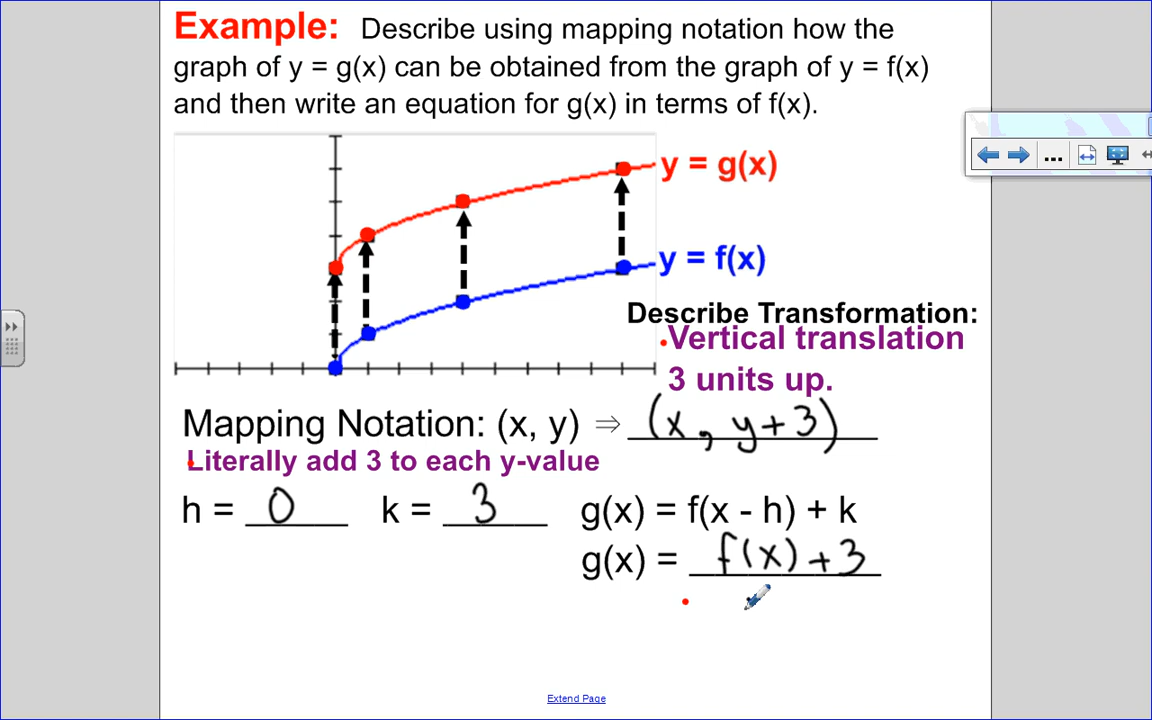 Example: Describe using mapping notation how the
graph of y = g(x) can be obtained from the graph of y = f(x)
and then write an equation for g(x) in terms of f(x).
y = g(x)
y = f(x)
Describe Transformation:
Vertical translation
3 units up.
Mapping Notation: (x, y) ⇒ (x, y+3)
Literally add 3 to each y-value
h = 0 k = 3 g(x) = f(x - h) + k
g(x) = f(x)+3
Extend Page